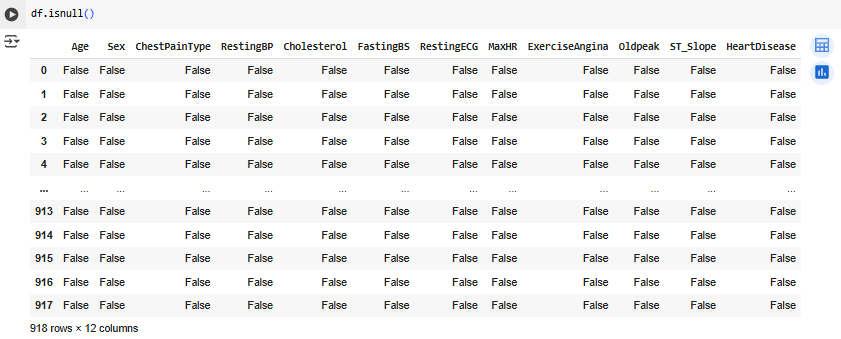 df.isnull()
Age Sex ChestPainType RestingBP Cholesterol FastingBS RestingECG MaxHR ExerciseAngina Oldpeak ST_Slope HeartDisease
0 False False False False False False False False False False False False
1 False False False False False False False False False False False False
2 False False False False False False False False False False False False
3 False False False False False False False False False False False False
4 False False False False False False False False False False False False
... ... ... ... ... ... ... ... ... ... ... ... ...
913 False False False False False False False False False False False False
914 False False False False False False False False False False False False
915 False False False False False False False False False False False False
916 False False False False False False False False False False False False
917 False False False False False False False False False False False False
918 rows × 12 columns